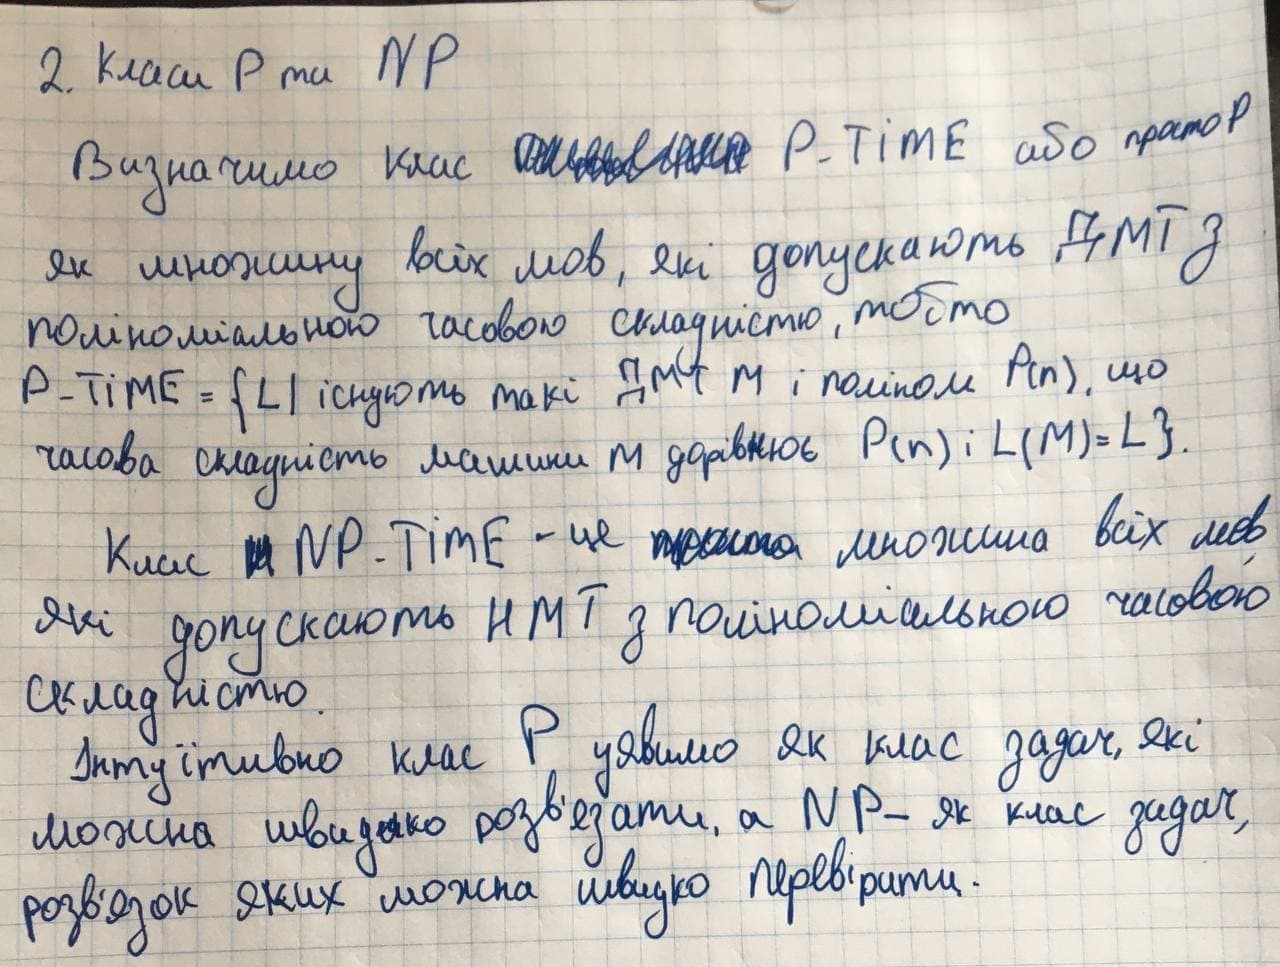 2. Класи P та NP
Визначимо клас P-TiME або просто P
як множину всіх мов, які допускають ДМТ з
поліноміальною часовою складністю, тобто
P-TiME = {L| існують такі ДМТ M і поліном P(n), що
часова складність машини M дорівнює P(n) і L(M)=L}.
Клас NP-TiME - це множина всіх мов,
які допускають НМТ з поліноміальною часовою
складністю.
Інтуїтивно клас P уявимо як клас задач, які
можна швидко розв'язати, а NP- як клас задач,
розв'язок яких можна швидко перевірити.